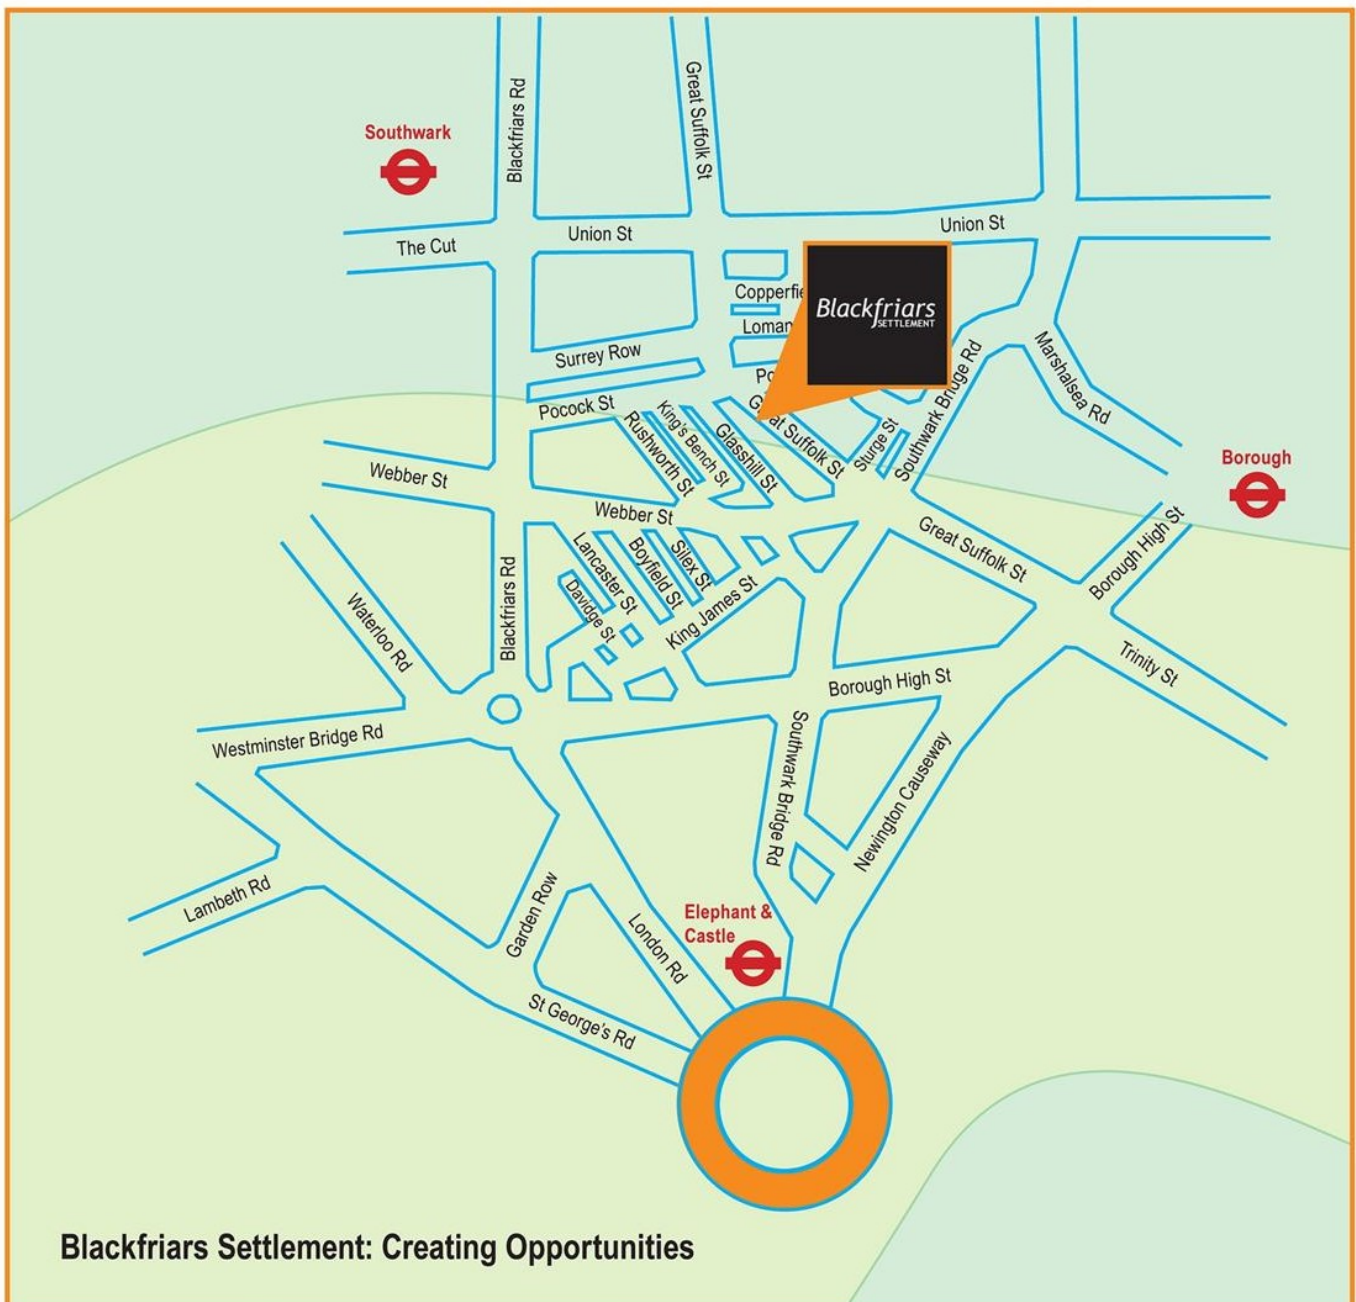 Blackfriars Rd
Great Suffolk St
Southwark
The Cut
Union St
Union St
Blackfriars
SETTLEMENT
Surrey Row
Pocock St
Rushworth St
King's Bench St
Glasshill St
Great Suffolk St
Sturge St
Southwark Bridge Rd
Marshalsea Rd
Borough
Webber St
Webber St
Great Suffolk St
Borough High St
Trinity St
Waterloo Rd
Blackfriars Rd
Lancaster St
Boyfield St
Silex St
Davidge St
King James St
Borough High St
Westminster Bridge Rd
Southwark Bridge Rd
Newington Causeway
Lambeth Rd
Garden Row
London Rd
Elephant &
Castle
St George's Rd
Blackfriars Settlement: Creating Opportunities